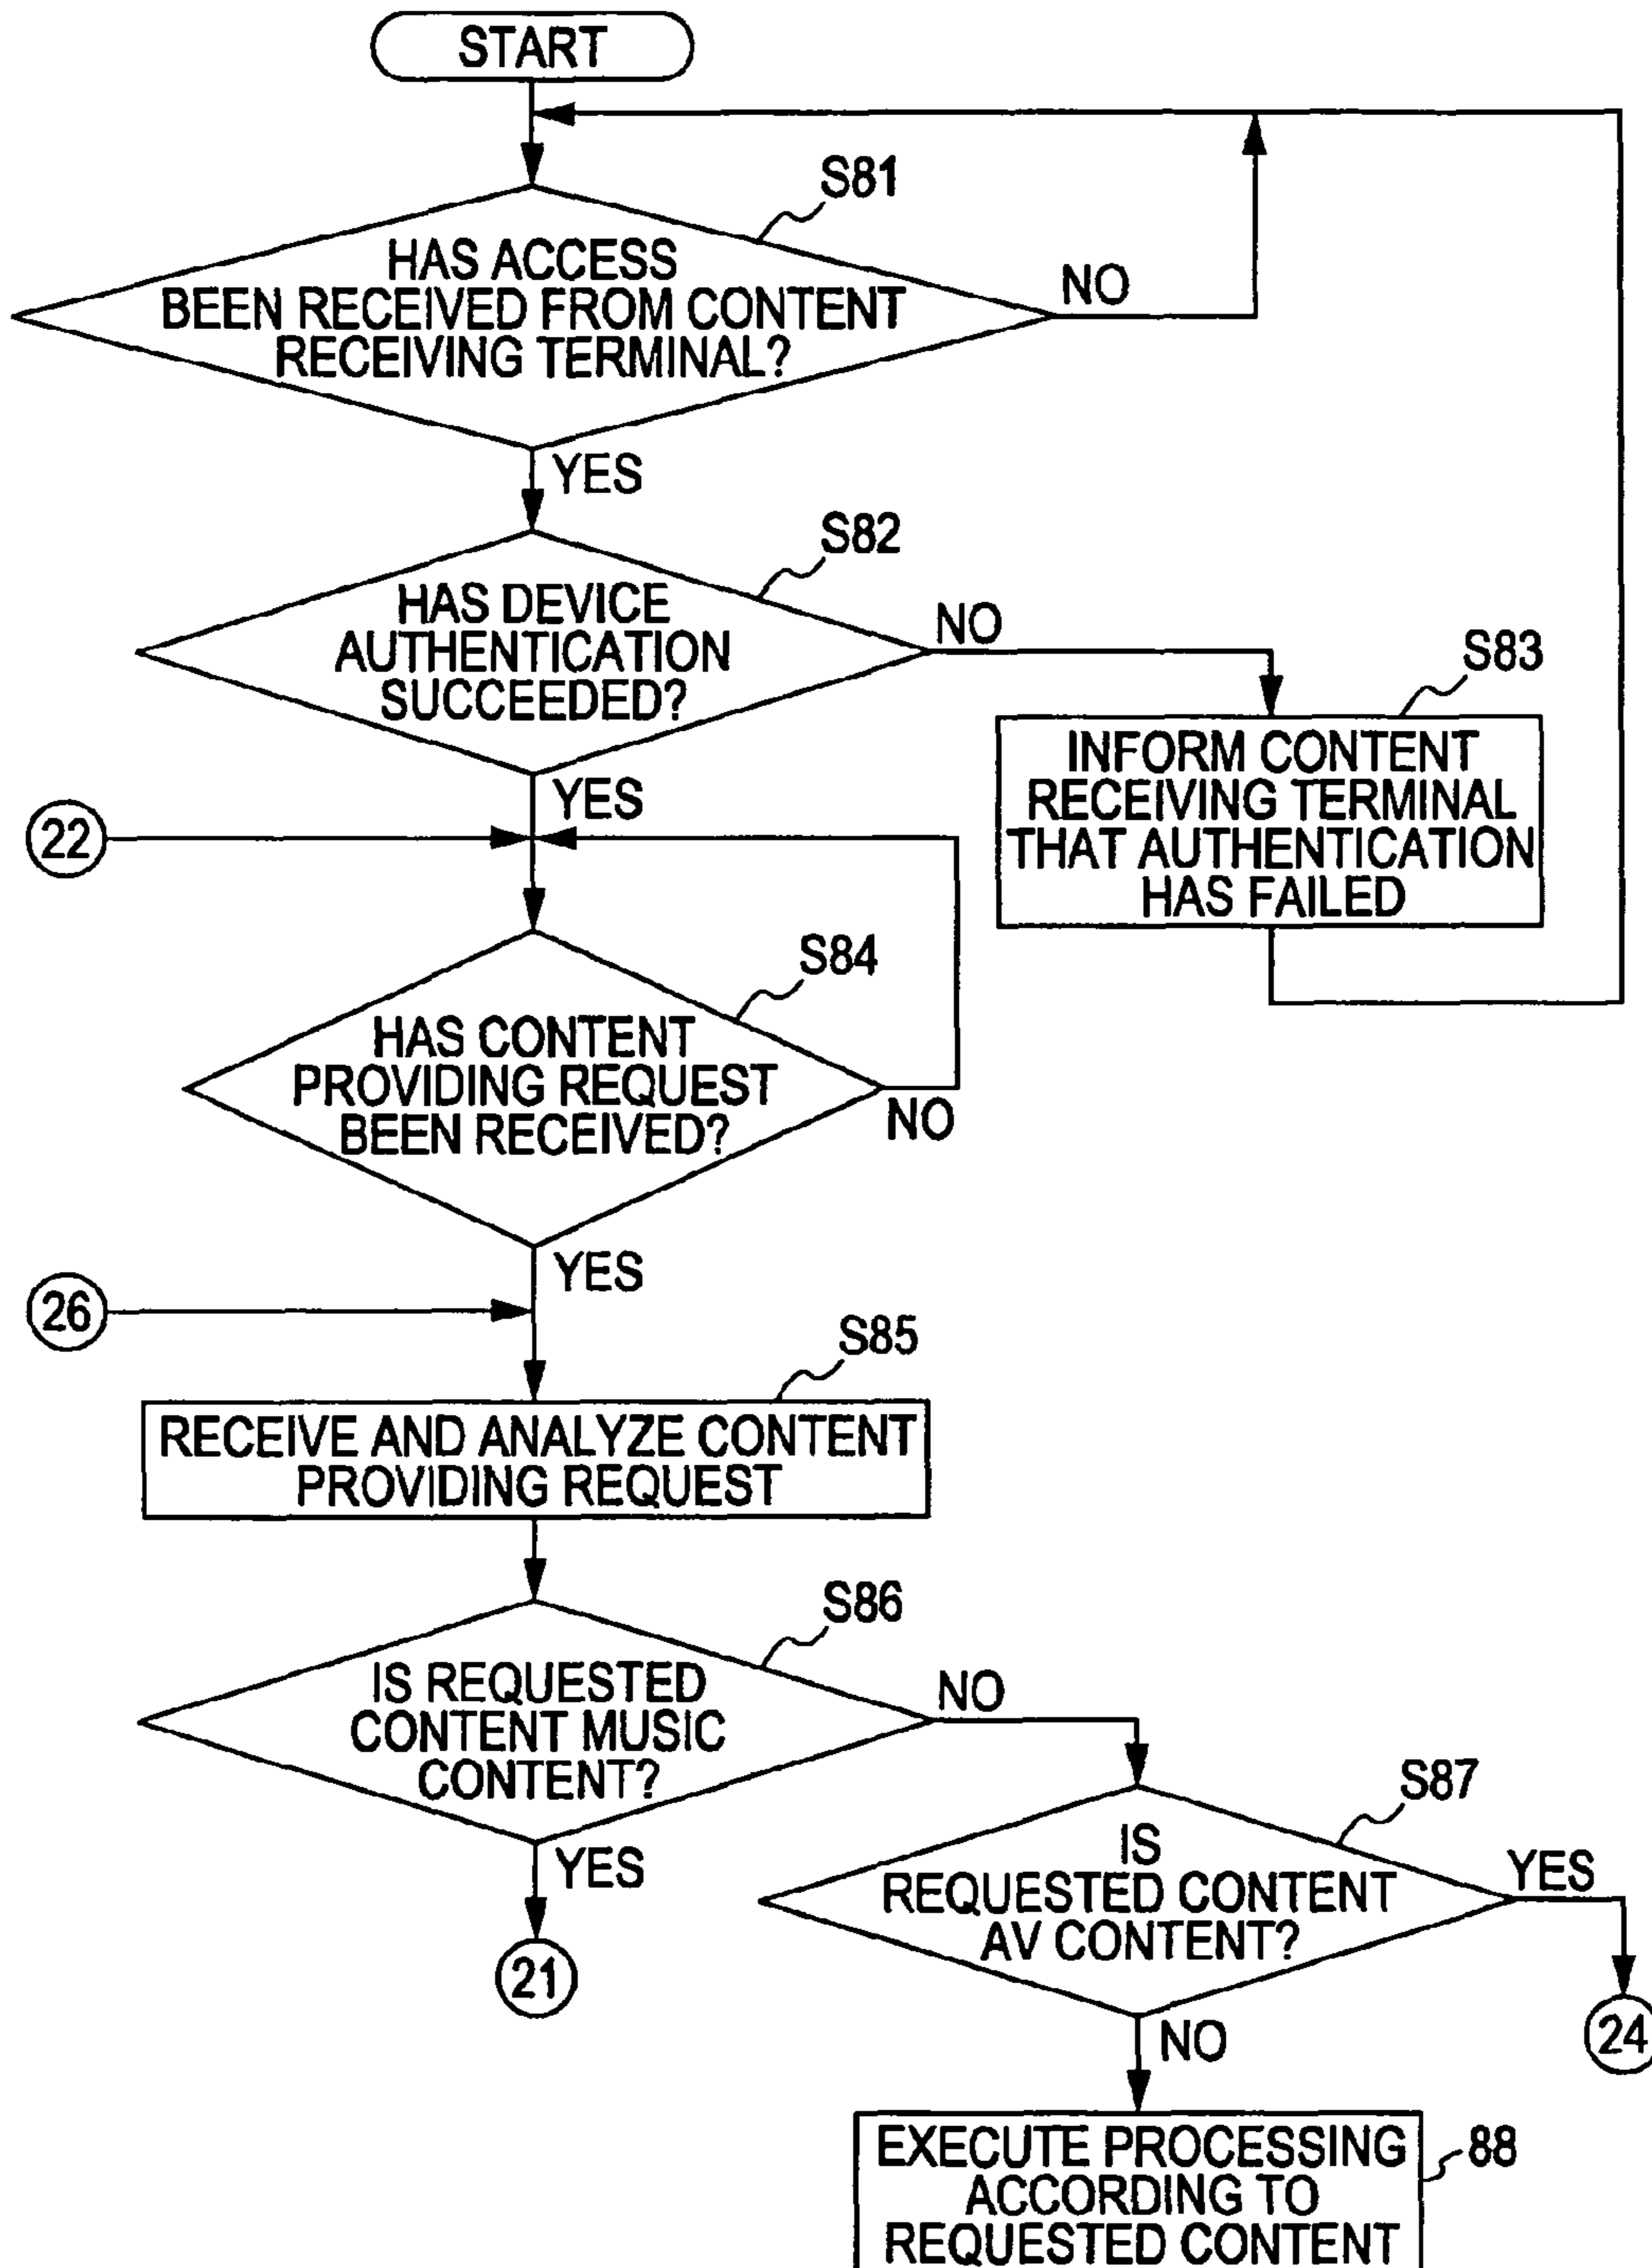 START
S81
HAS ACCESS
BEEN RECEIVED FROM CONTENT
RECEIVING TERMINAL?
NO
YES
S82
HAS DEVICE
AUTHENTICATION
SUCCEEDED?
NO
S83
INFORM CONTENT
RECEIVING TERMINAL
THAT AUTHENTICATION
HAS FAILED
YES
22
S84
HAS CONTENT
PROVIDING REQUEST
BEEN RECEIVED?
NO
YES
26
S85
RECEIVE AND ANALYZE CONTENT
PROVIDING REQUEST
S86
IS REQUESTED
CONTENT MUSIC
CONTENT?
NO
YES
21
S87
IS
REQUESTED CONTENT
AV CONTENT?
YES
24
NO
88
EXECUTE PROCESSING
ACCORDING TO
REQUESTED CONTENT